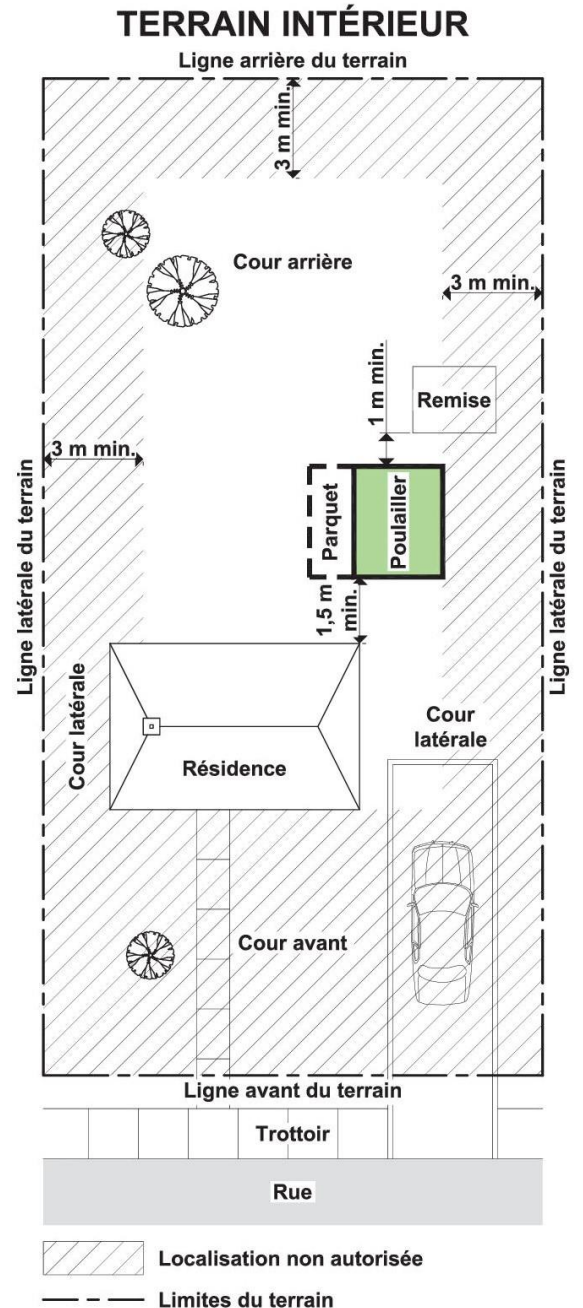 TERRAIN INTÉRIEUR
Ligne arrière du terrain
3 m min.
Cour arrière
3 m min.
1 m min.
Remise
3 m min.
Parquet
Poulailler
1,5 m
min.
Ligne latérale du terrain
Ligne latérale du terrain
Cour latérale
Cour
latérale
Résidence
Cour avant
Ligne avant du terrain
Trottoir
Rue
Localisation non autorisée
Limites du terrain